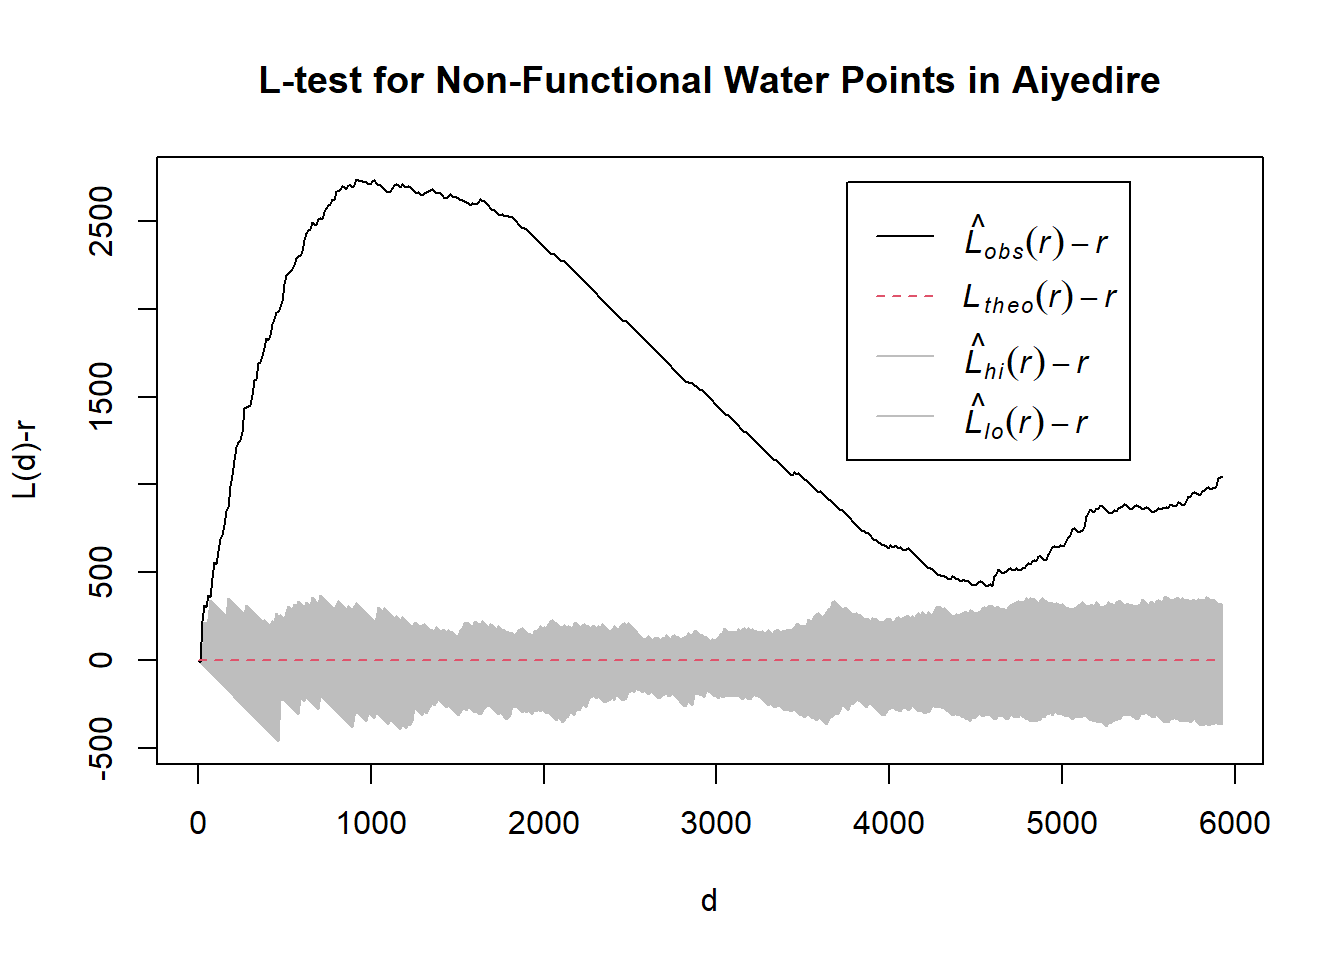 L-test for Non-Functional Water Points in Aiyedire
L(d)-r
2500
1500
500
0
-500
L̂obs(r) – r
Ltheo(r) – r
L̂hi(r) – r
L̂lo(r) – r
0 1000 2000 3000 4000 5000 6000
d